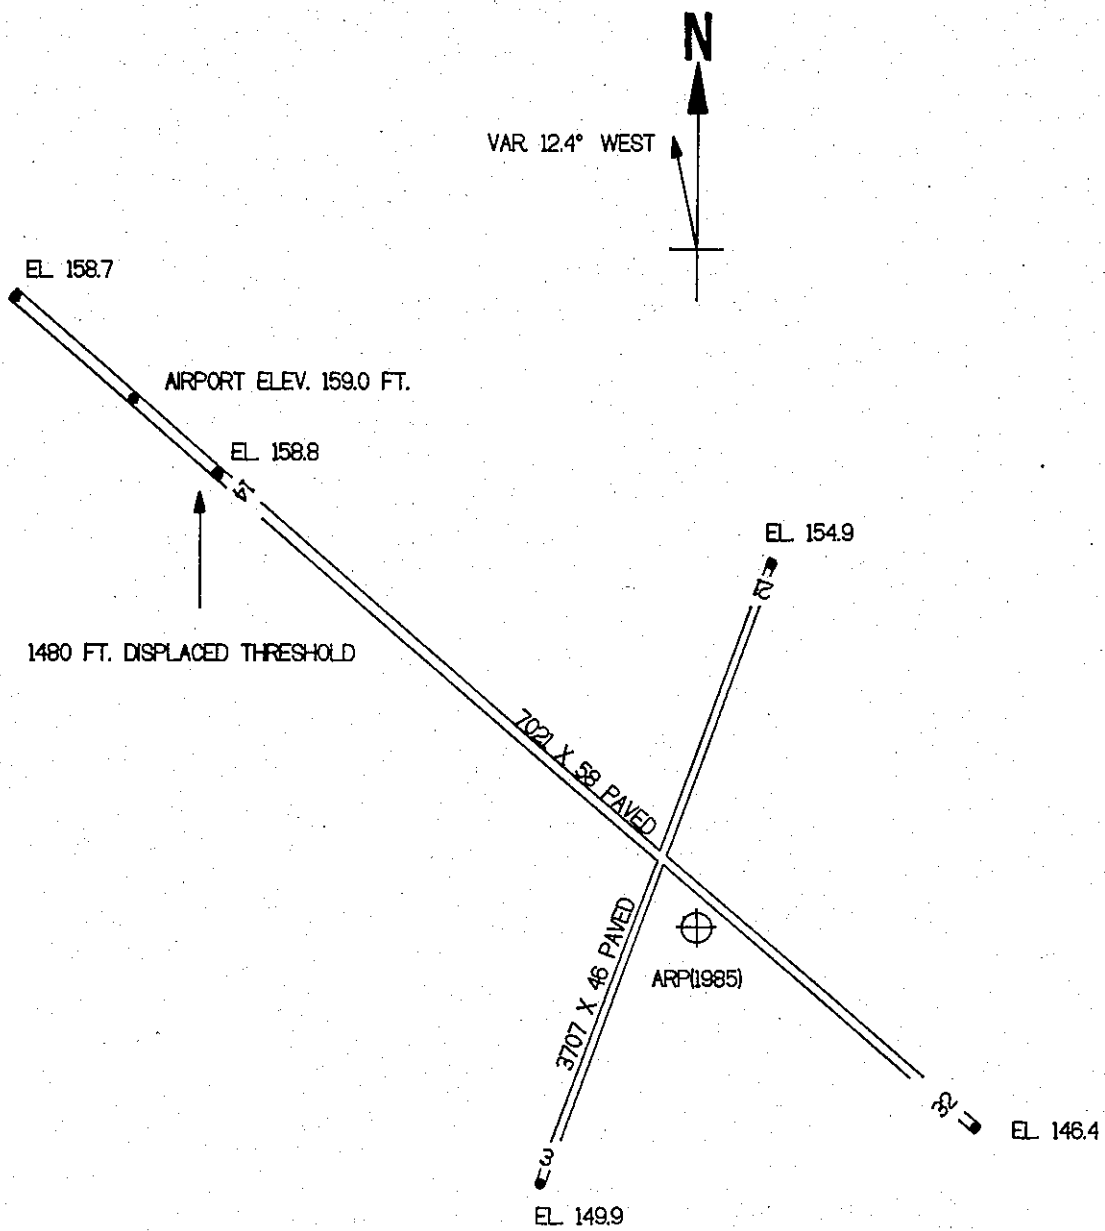 N
VAR. 12.4° WEST
EL. 158.7
AIRPORT ELEV. 159.0 FT.
EL. 158.8
14
EL. 154.9
21
1480 FT. DISPLACED THRESHOLD
7021 X 58 PAVED
3707 X 46 PAVED
ARP(1985)
32
EL. 146.4
3
EL. 149.9